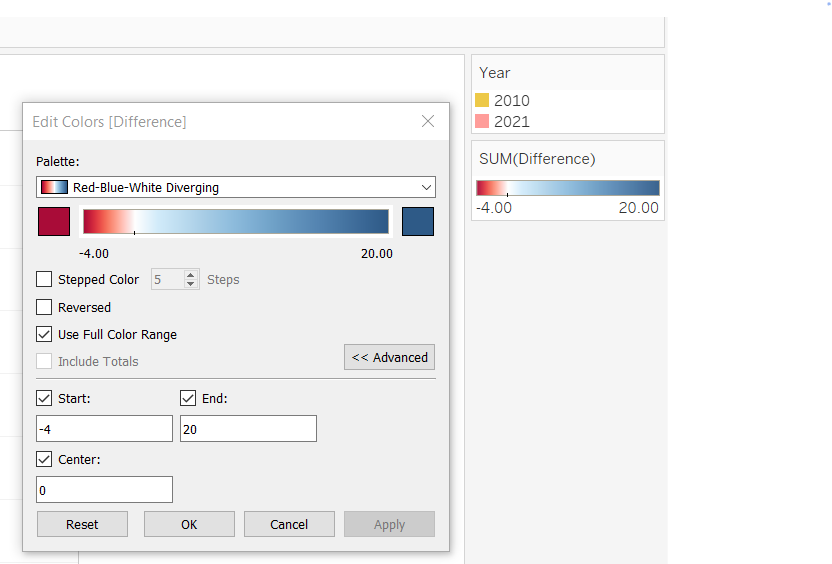 Year
2010
2021
SUM(Difference)
-4.00 20.00
Edit Colors [Difference]
Palette:
Red-Blue-White Diverging
-4.00 20.00
Stepped Color 5 Steps
Reversed
Use Full Color Range
Include Totals
<< Advanced
Start: End:
-4 20
Center:
0
Reset OK Cancel Apply